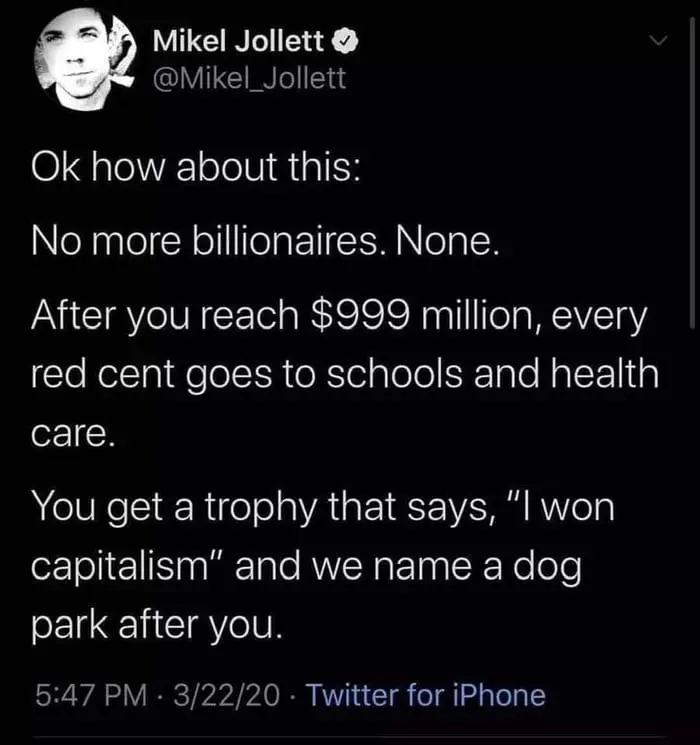 Mikel Jollett
@Mikel_Jollett
Ok how about this:
No more billionaires. None.
After you reach $999 million, every
red cent goes to schools and health
care.
You get a trophy that says, "I won
capitalism" and we name a dog
park after you.
5:47 PM · 3/22/20 · Twitter for iPhone